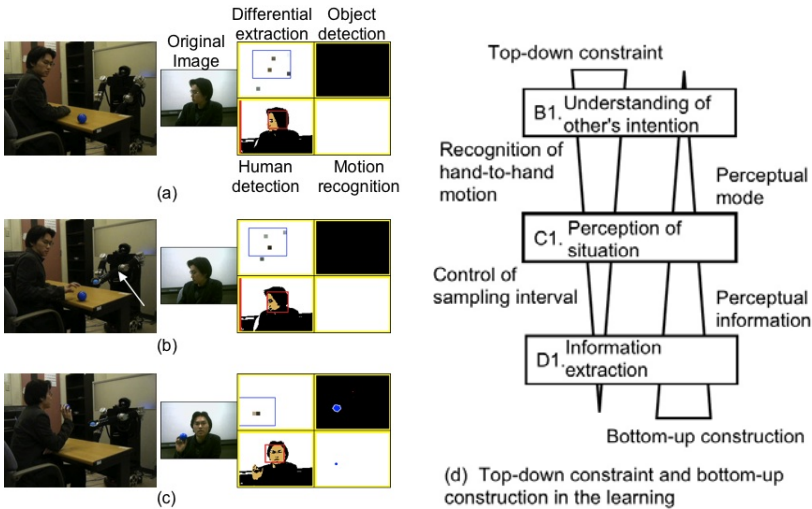 Differential
extraction
Object
detection
Original
Image
Human
detection
Motion
recognition
(a)
(b)
(c)
Top-down constraint
B1. Understanding of
other's intention
Recognition of
hand-to-hand
motion
Perceptual
mode
C1. Perception of
situation
Control of
sampling interval
Perceptual
information
D1. Information
extraction
Bottom-up construction
(d) Top-down constraint and bottom-up
construction in the learning